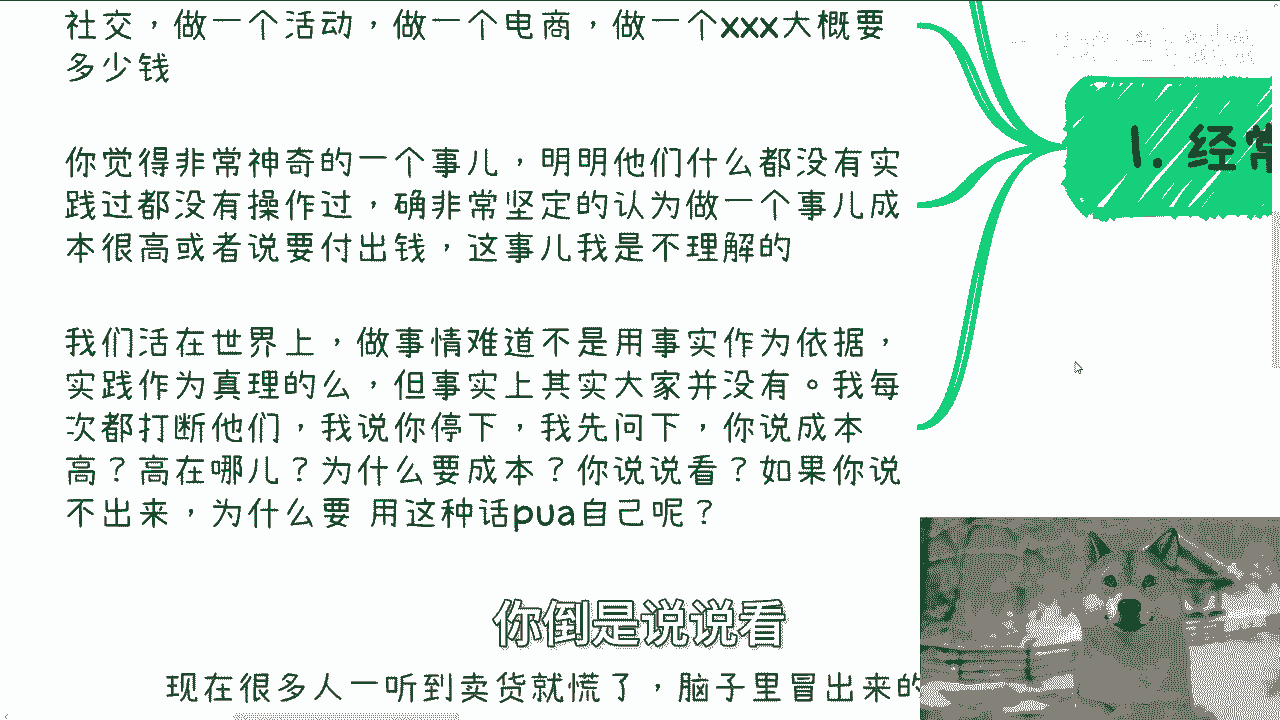 社交，做一个活动，做一个电商，做一个xxx大概要
多少钱
你觉得非常神奇的一个事儿，明明他们什么都没有实
践过都没有操作过，确非常坚定的认为做一个事儿成
本很高或者说要付出钱，这事儿我是不理解的
我们活在世界上，做事情难道不是用事实作为依据，
实践作为真理的么，但事实上其实大家并没有。我每
次都打断他们，我说你停下，我先问下，你说成本
高？高在哪儿？为什么要成本？你说说看？如果你说
不出来，为什么要 用这种话pua自己呢？
1. 经常
你倒是说说看
现在很多人一听到卖货就慌了，脑子里冒出来的